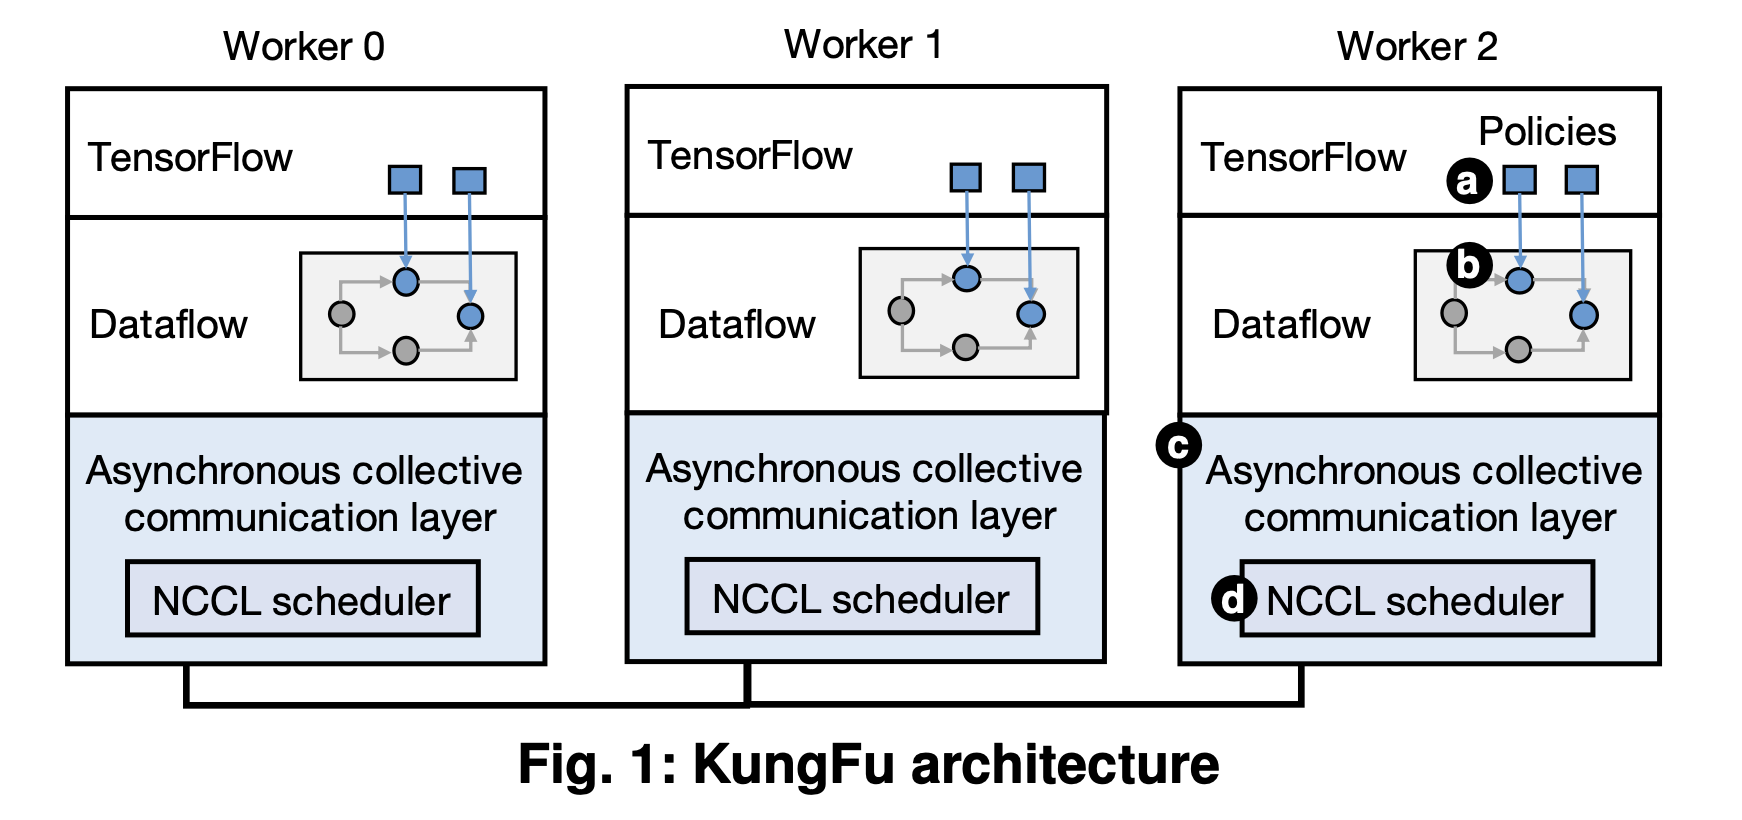 Worker 0
Worker 1
Worker 2
TensorFlow
TensorFlow
TensorFlow
Policies
a
b
Dataflow
Dataflow
Dataflow
c
Asynchronous collective
communication layer
Asynchronous collective
communication layer
Asynchronous collective
communication layer
NCCL scheduler
NCCL scheduler
d
NCCL scheduler
Fig. 1: KungFu architecture